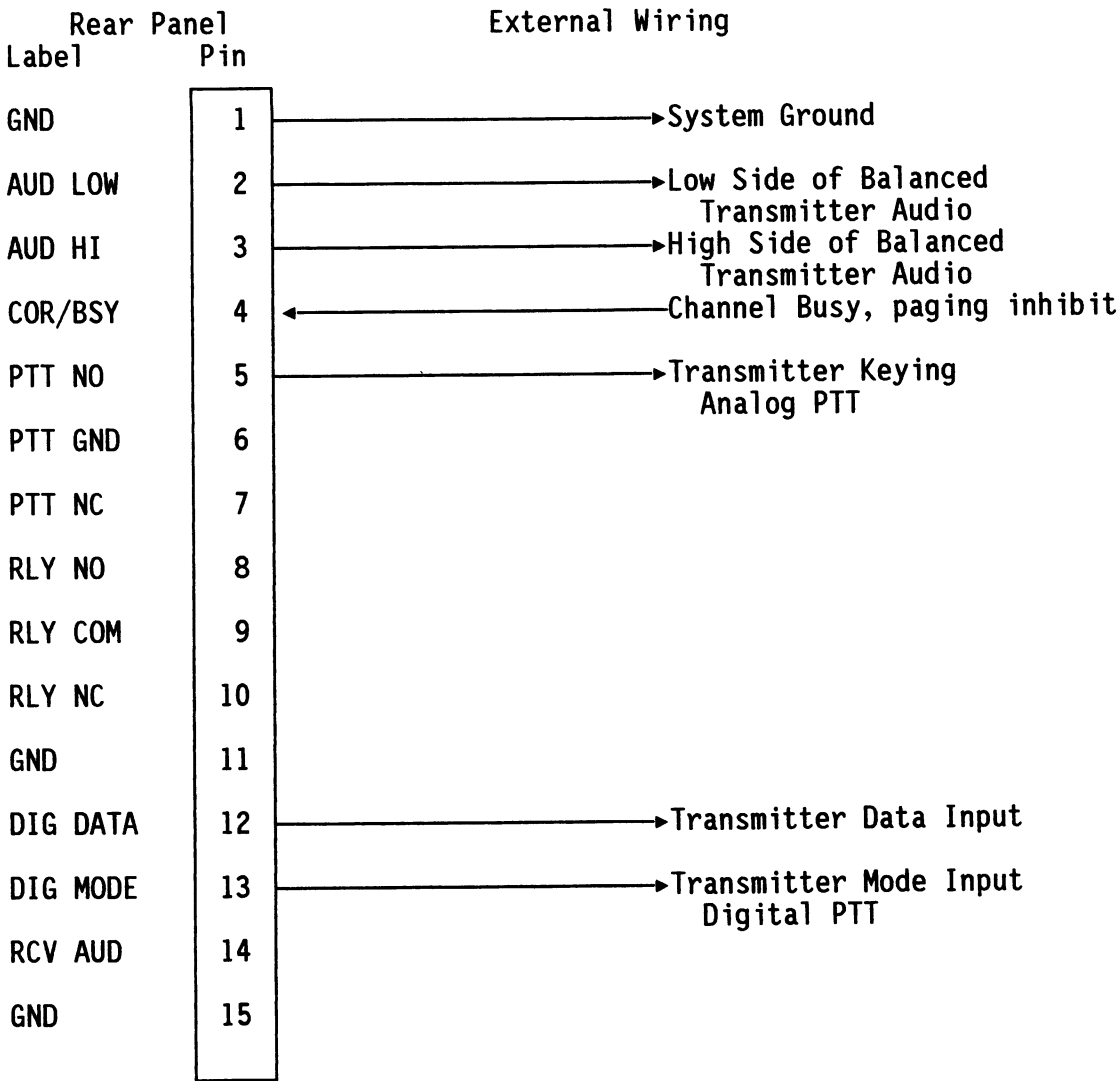 Rear Panel External Wiring
Label Pin
GND 1 System Ground
AUD LOW 2 Low Side of Balanced
Transmitter Audio
AUD HI 3 High Side of Balanced
Transmitter Audio
COR/BSY 4 Channel Busy, paging inhibit
PTT NO 5 Transmitter Keying
Analog PTT
PTT GND 6
PTT NC 7
RLY NO 8
RLY COM 9
RLY NC 10
GND 11
DIG DATA 12 Transmitter Data Input
DIG MODE 13 Transmitter Mode Input
Digital PTT
RCV AUD 14
GND 15